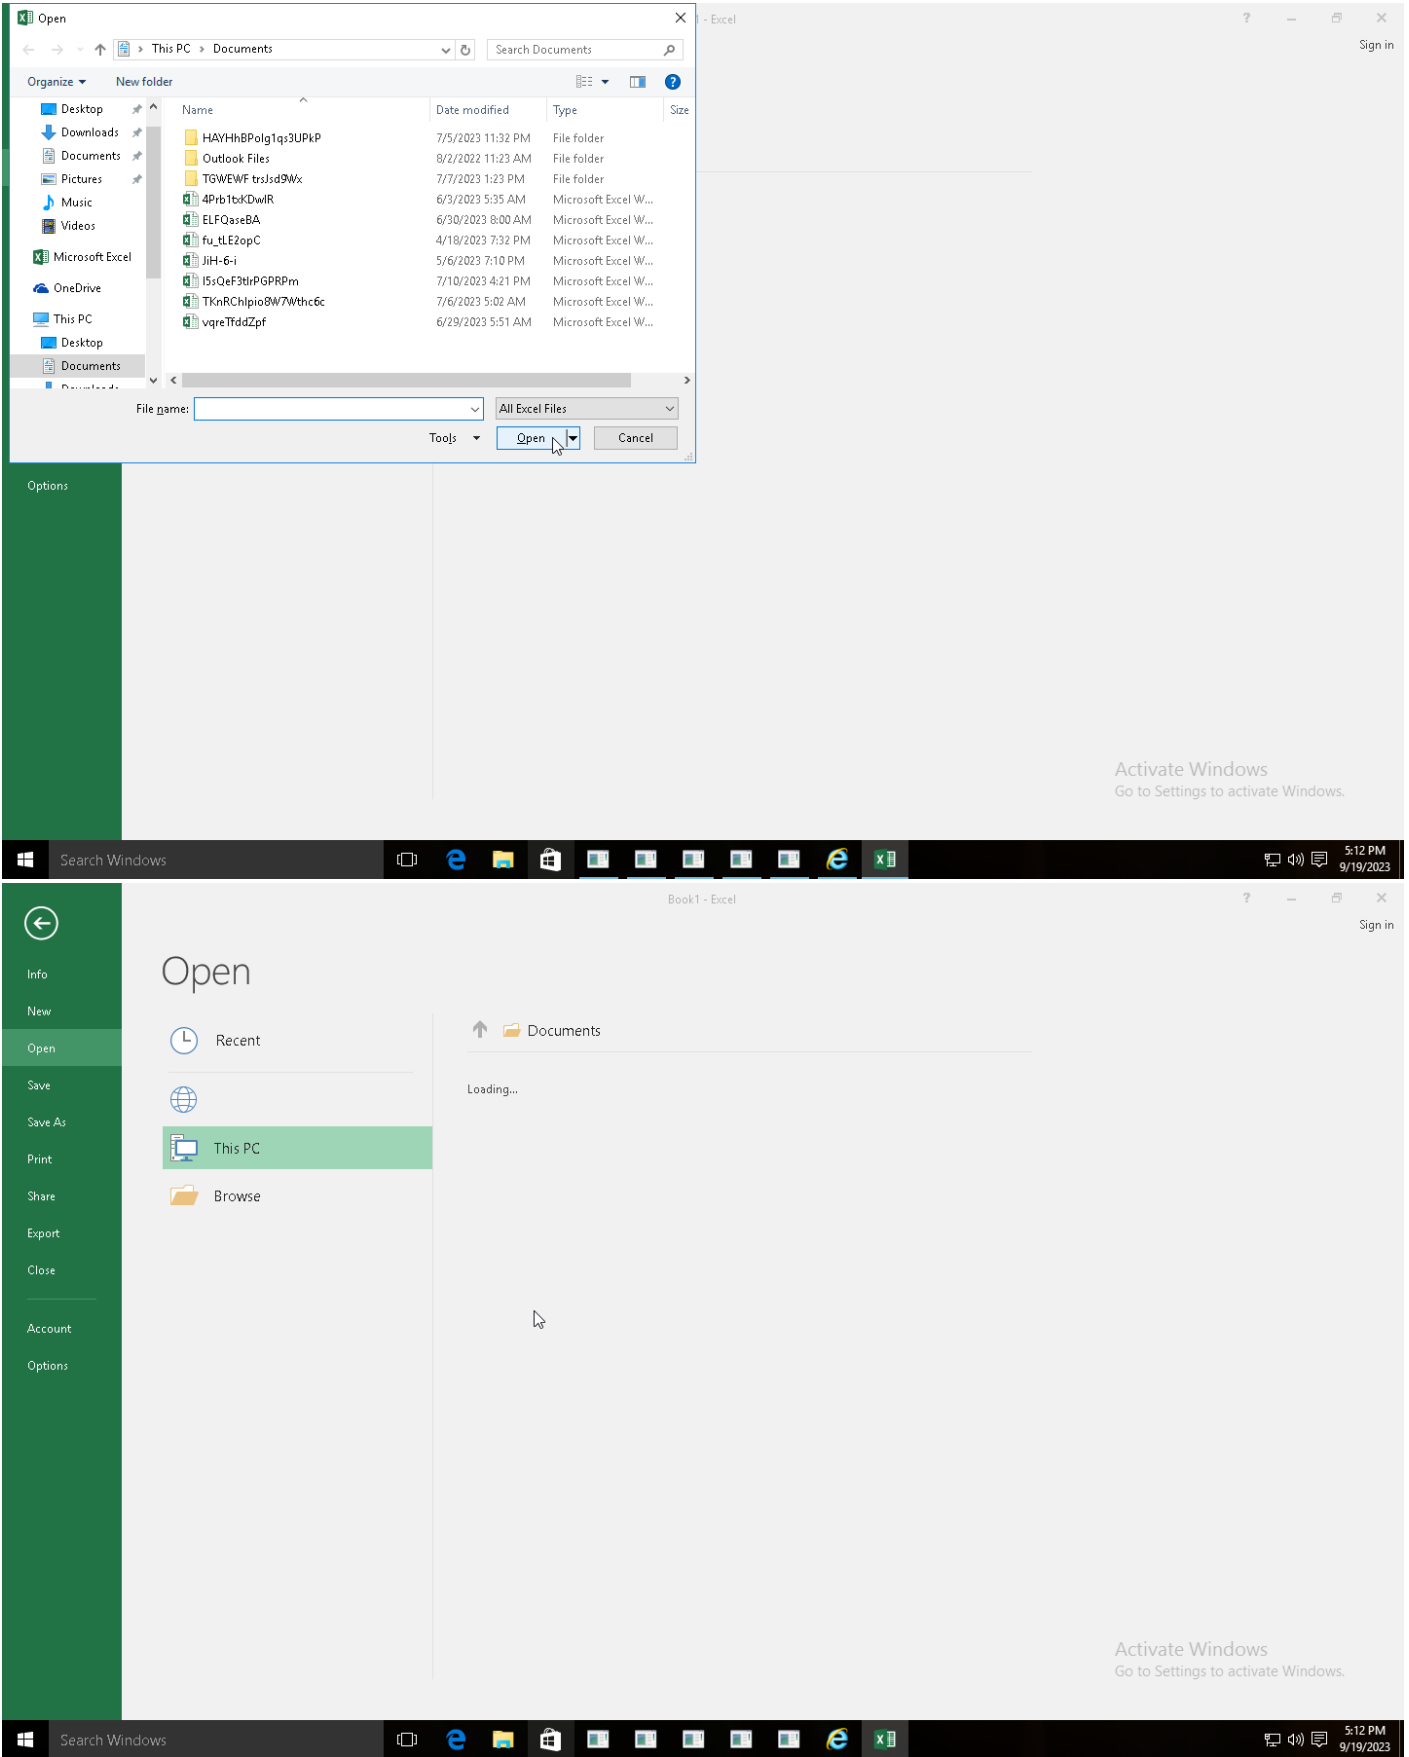 Open
1 - Excel
Sign in
This PC
Documents
Search Documents
Organize
New folder
Name
Date modified
Type
Size
Desktop
Downloads
Documents
Pictures
Music
Videos
Microsoft Excel
OneDrive
This PC
Desktop
Documents
Downloads
HAYHhBPolg1qs3UPkP 7/5/2023 11:32 PM File folder
Outlook Files 8/2/2022 11:23 AM File folder
TGWEWF trsJsd9Wx 7/7/2023 1:23 PM File folder
4Prb1txKDwIR 6/3/2023 5:35 AM Microsoft Excel W...
ELFQaseBA 6/30/2023 8:00 AM Microsoft Excel W...
fu_tLE2opC 4/18/2023 7:32 PM Microsoft Excel W...
JiH-6-i 5/6/2023 7:10 PM Microsoft Excel W...
I5sQeF3tIrPGPRPm 7/10/2023 4:21 PM Microsoft Excel W...
TKnRChIpio8W7Wthc6c 7/6/2023 5:02 AM Microsoft Excel W...
vqreTfddZpf 6/29/2023 5:51 AM Microsoft Excel W...
File name:
All Excel Files
Tools
Open
Cancel
Options
Activate Windows
Go to Settings to activate Windows.
Search Windows
5:12 PM
9/19/2023
Book1 - Excel
Sign in
Info
New
Open
Save
Save As
Print
Share
Export
Close
Account
Options
Open
Recent
This PC
Browse
Documents
Loading...
Activate Windows
Go to Settings to activate Windows.
Search Windows
5:12 PM
9/19/2023